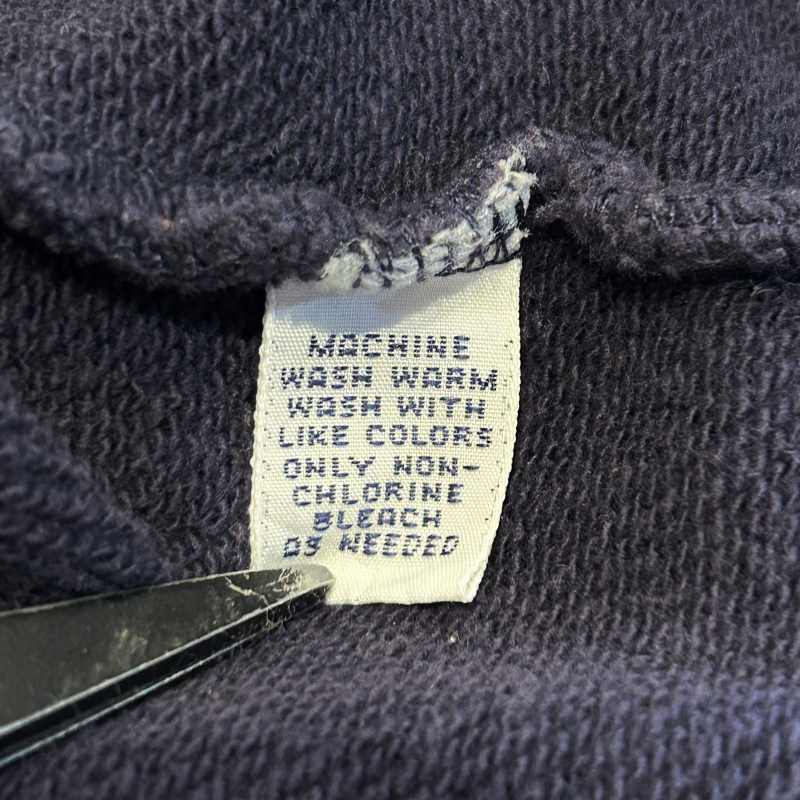 MACHINE
WASH WARM
WASH WITH
LIKE COLORS
ONLY NON-
CHLORINE
BLEACH
AS NEEDED